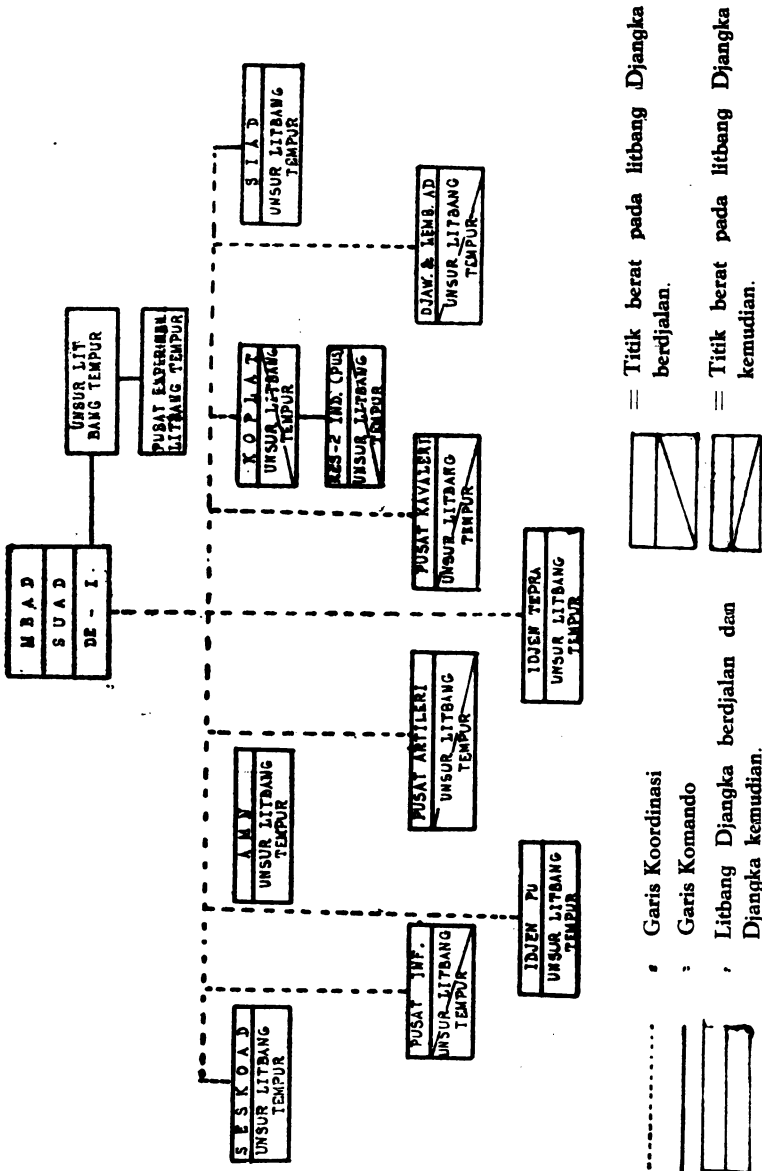 M B A D
S U A D
DE - I.
UNSUR LIT
BANG TEMPUR
PUSAT EXPERIMEN
LITBANG TEMPUR
S E S K O A D
UNSUR LITBANG
TEMPUR
A M N
UNSUR LITBANG
TEMPUR
K O P L A T
UNSUR LITBANG
TEMPUR
RES-2 IND. (PUS)
UNSUR LITBANG
TEMPUR
S I A D
UNSUR LITBANG
TEMPUR
PUSAT INF.
UNSUR LITBANG
TEMPUR
PUSAT ARTILERI
UNSUR LITBANG
TEMPUR
PUSAT KAVALERI
UNSUR LITBANG
TEMPUR
DJAW. & LEMB. AD
UNSUR LITBANG
TEMPUR
IDJEN PU
UNSUR LITBANG
TEMPUR
IDJEN TEPRA
UNSUR LITBANG
TEMPUR
Garis Koordinasi
Garis Komando
Litbang Djangka berdjalan dan
Djangka kemudian.
= Titik berat pada litbang Djangka
berdjalan.
= Titik berat pada litbang Djangka
kemudian.